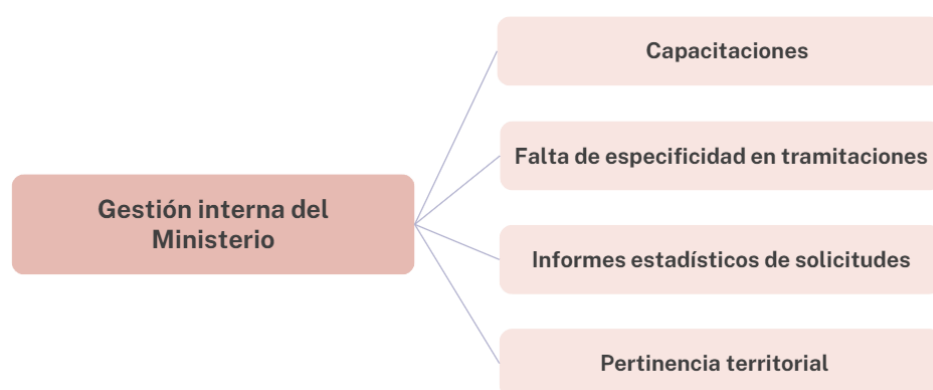 Gestión interna del
Ministerio
Capacitaciones
Falta de especificidad en tramitaciones
Informes estadísticos de solicitudes
Pertinencia territorial